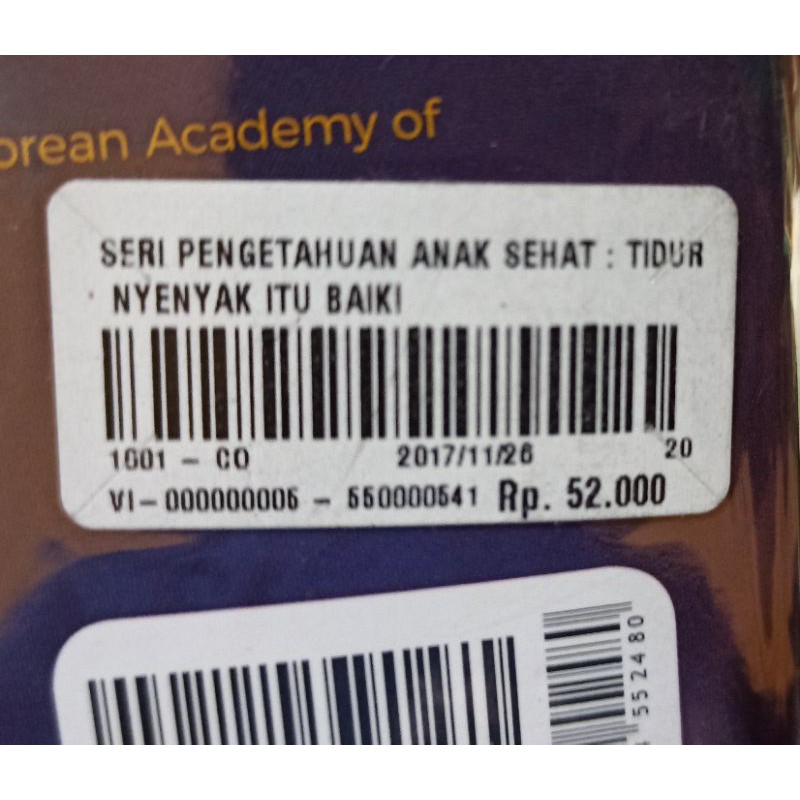 orean Academy of
SERI PENGETAHUAN ANAK SEHAT : TIDUR
NYENYAK ITU BAIK!
1001 - CO 2017/11/26 20
VI-000000005 - 550000541 Rp. 52.000
552480